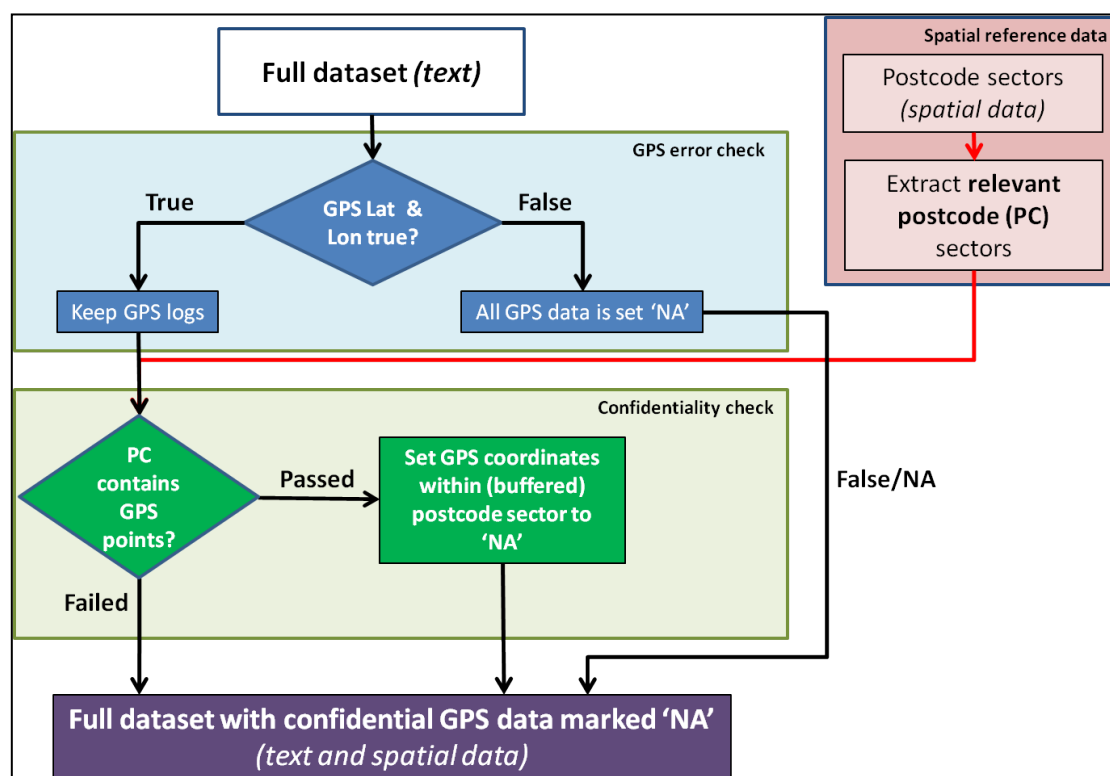 Full dataset (text)
Spatial reference data
Postcode sectors
(spatial data)
Extract relevant
postcode (PC)
sectors
GPS error check
True
GPS Lat & 
Lon true?
False
Keep GPS logs
All GPS data is set ‘NA’
Confidentiality check
PC
contains
GPS
points?
Passed
Set GPS coordinates
within (buffered)
postcode sector to
‘NA’
False/NA
Failed
Full dataset with confidential GPS data marked ‘NA’
(text and spatial data)